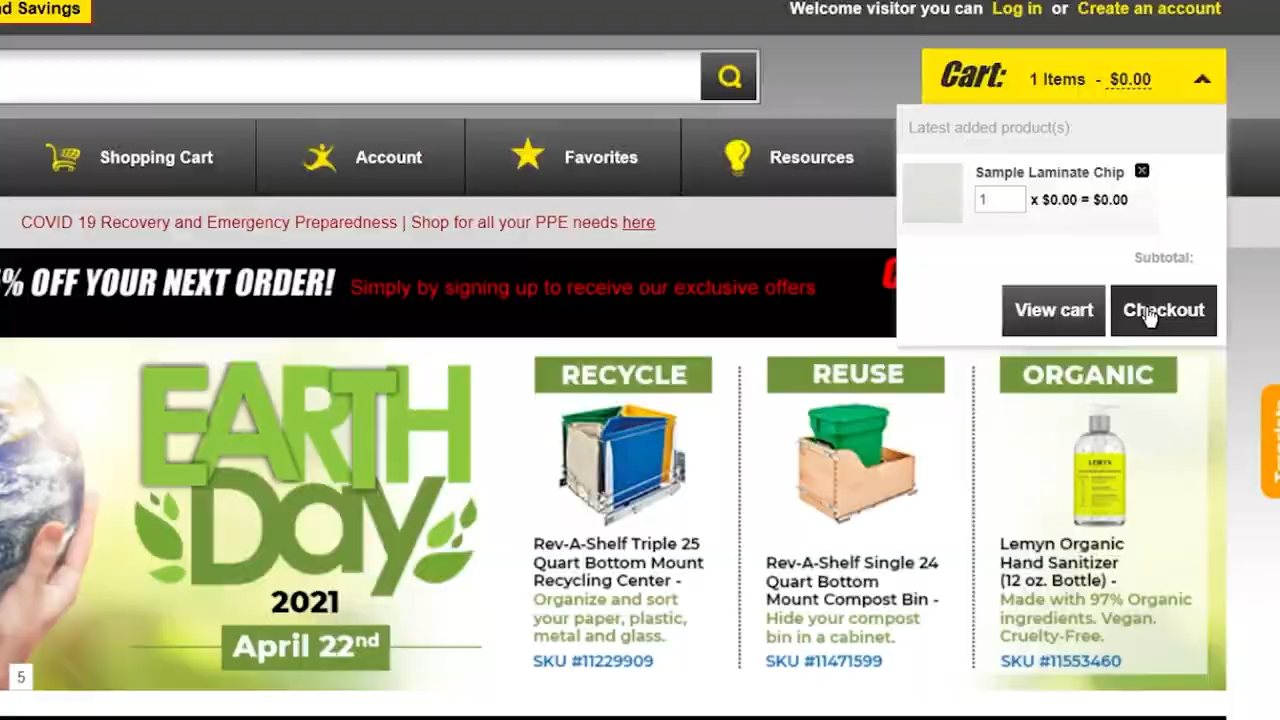 nd Savings
Welcome visitor you can Log in or Create an account
Cart: 1 Items - $0.00
Latest added product(s)
Sample Laminate Chip
1 x $0.00 = $0.00
Subtotal:
View cart Checkout
Shopping Cart Account Favorites Resources
COVID 19 Recovery and Emergency Preparedness | Shop for all your PPE needs here
% OFF YOUR NEXT ORDER! Simply by signing up to receive our exclusive offers
EARTH
Day
2021
April 22nd
RECYCLE
Rev-A-Shelf Triple 25
Quart Bottom Mount
Recycling Center -
Organize and sort
your paper, plastic,
metal and glass.
SKU #11229909
REUSE
Rev-A-Shelf Single 24
Quart Bottom
Mount Compost Bin -
Hide your compost
bin in a cabinet.
SKU #11471599
ORGANIC
LEMYN
Lemyn Organic
Hand Sanitizer
(12 oz. Bottle) -
Made with 97% Organic
ingredients. Vegan.
Cruelty-Free.
SKU #11553460
5